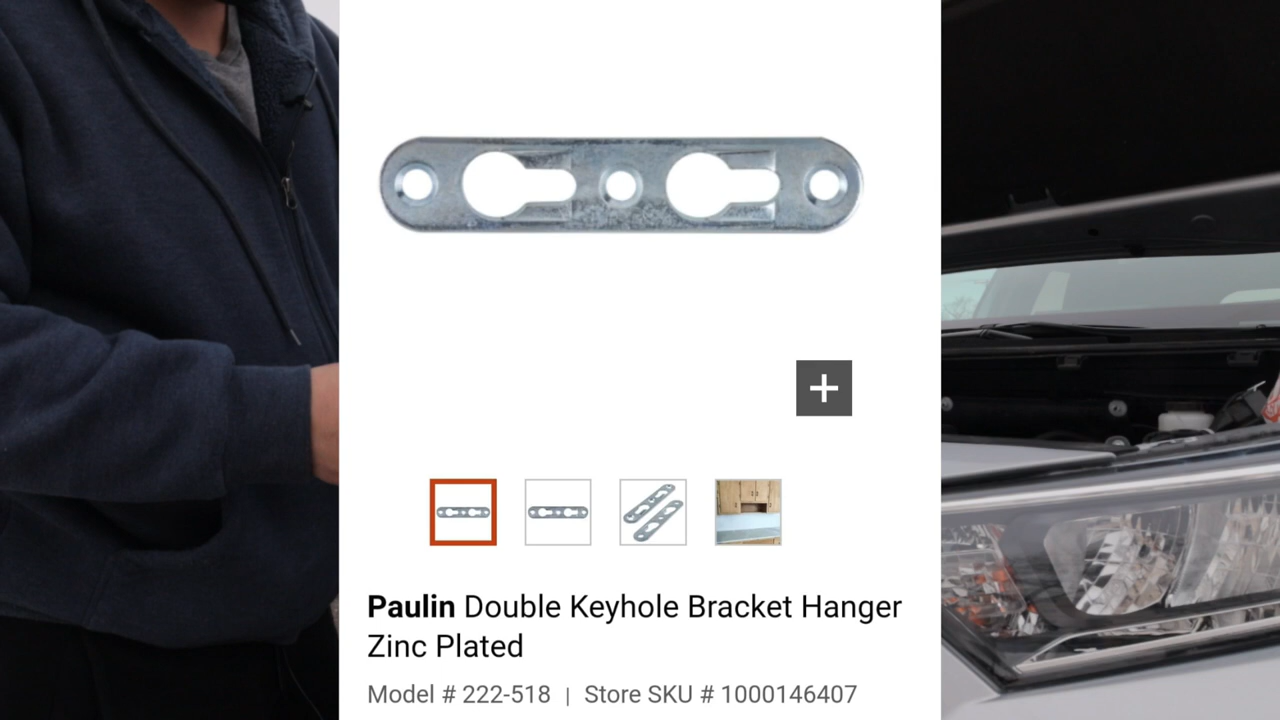 Paulin Double Keyhole Bracket Hanger
Zinc Plated
Model # 222-518 | Store SKU # 1000146407